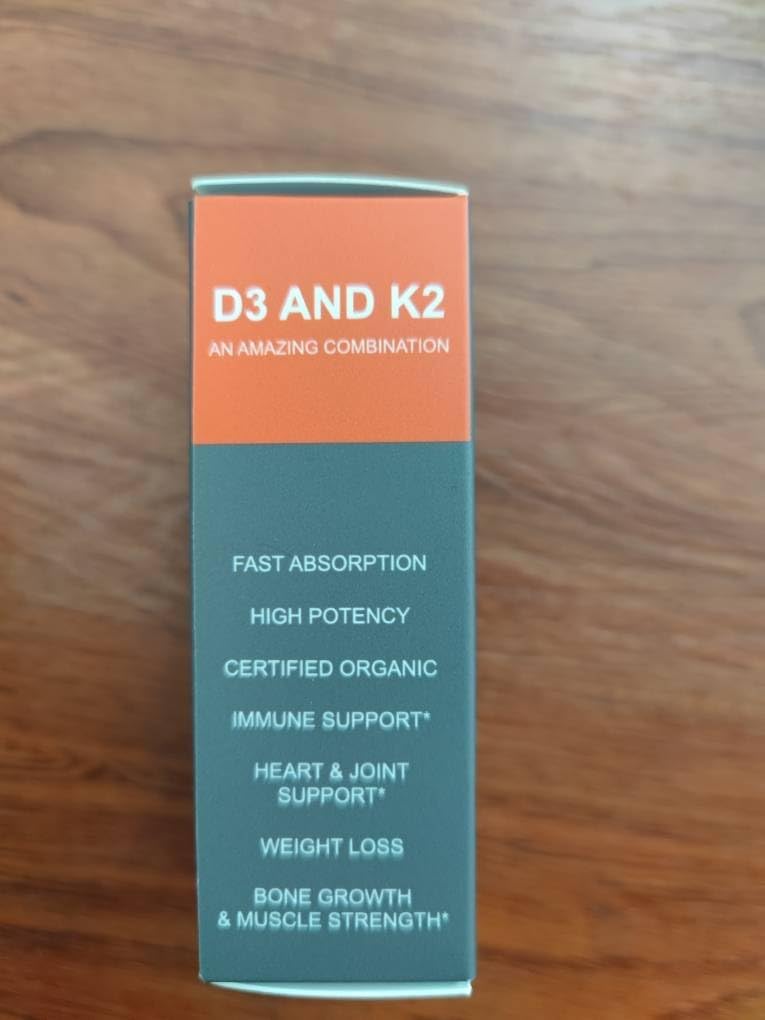 D3 AND K2
AN AMAZING COMBINATION
FAST ABSORPTION
HIGH POTENCY
CERTIFIED ORGANIC
IMMUNE SUPPORT*
HEART & JOINT
SUPPORT*
WEIGHT LOSS
BONE GROWTH
& MUSCLE STRENGTH*